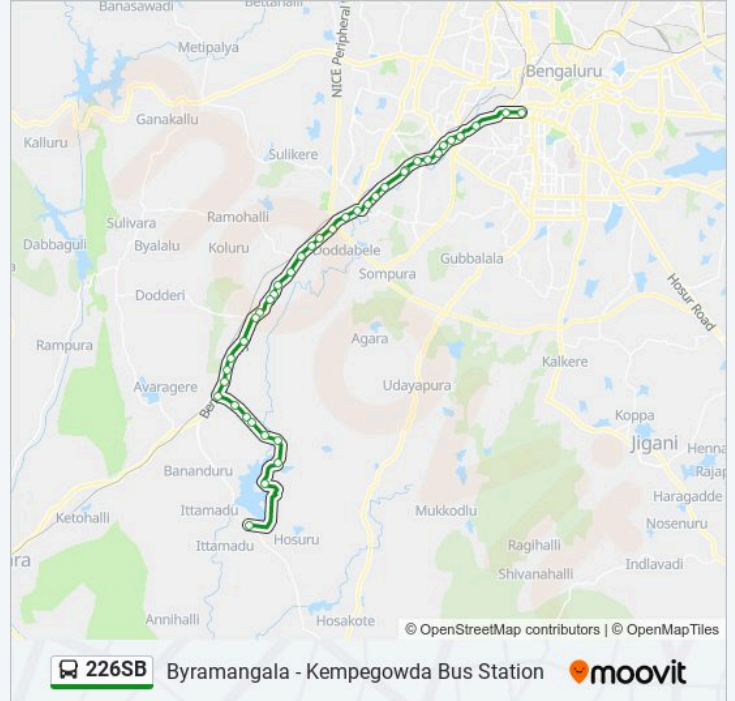 Banasawadi
Bettahalli
Metipalya
NICE Peripheral
Bengaluru
Ganakallu
Kalluru
Sulikere
Sulivara
Ramohalli
Dabbaguli
Byalalu
Koluru
Doddabele
Gubbalala
Sompura
Dodderi
Hosur Road
Rampura
Agara
Kalkere
Avaragere
Udayapura
Koppa
Jigani
Bananduru
Ittamadu
Mukkodlu
Haragadde
Ketohalli
Nosenuru
Ittamadu
Hosuru
Ragihalli
Shivanahalli
Indlavadi
Annihalli
Hosakote
© OpenStreetMap contributors | © OpenMapTiles
226SB Byramangala - Kempegowda Bus Station moovit